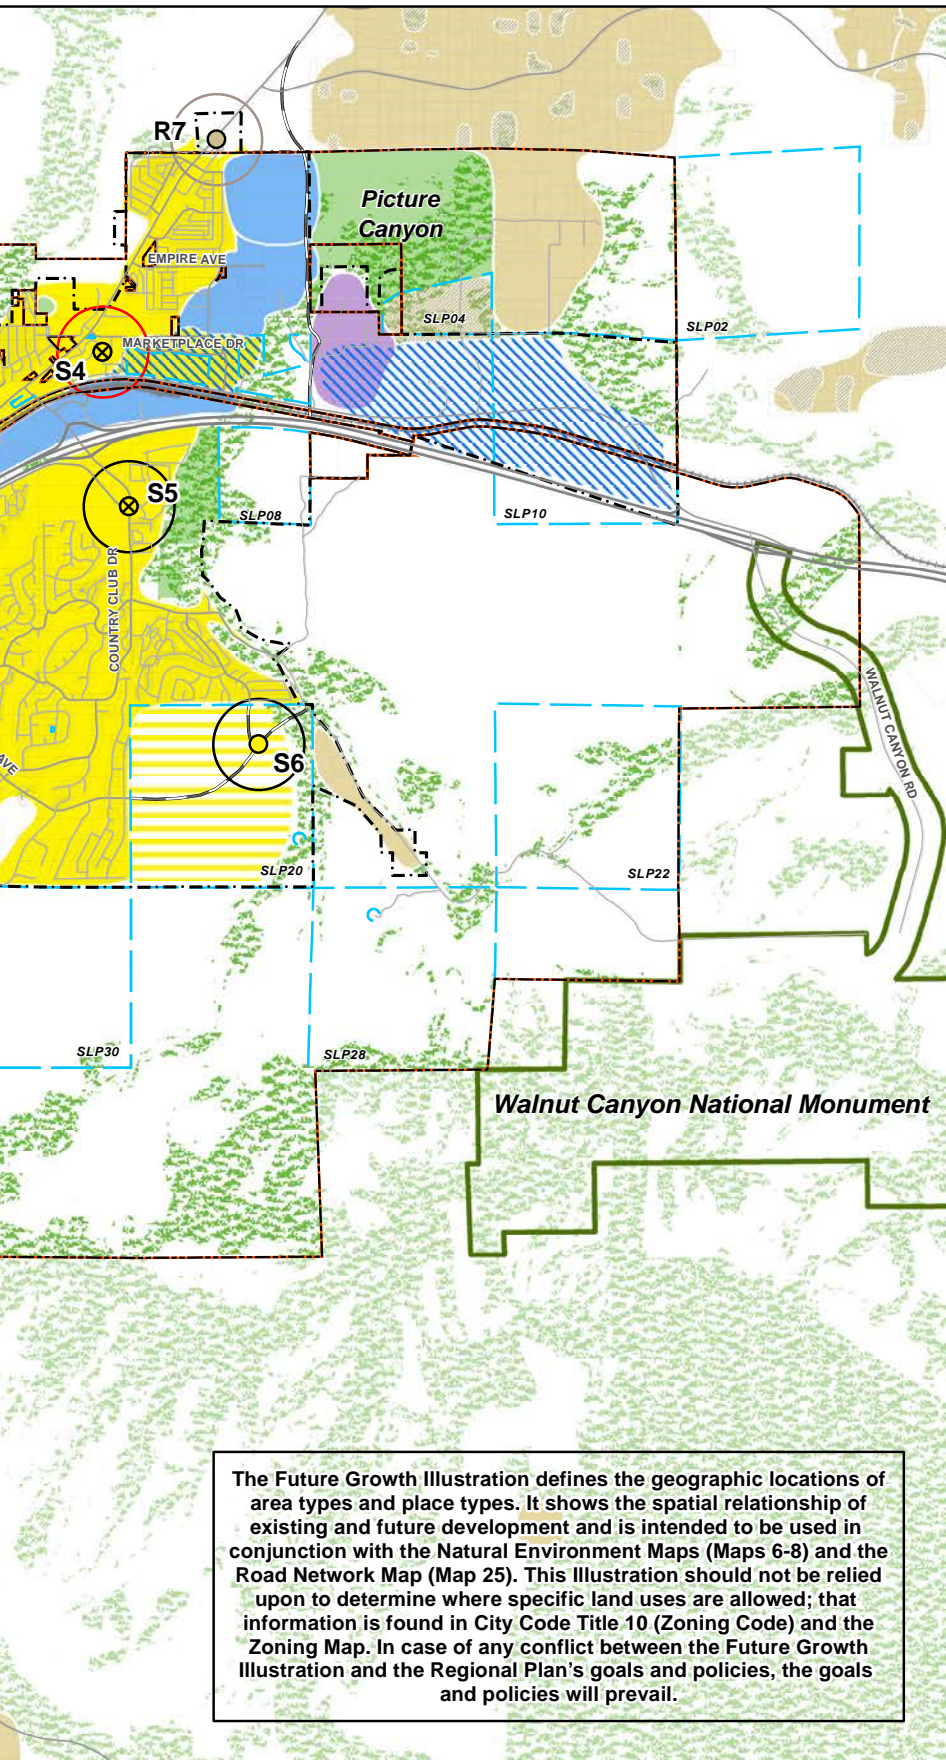 R7
Picture
Canyon
EMPIRE AVE
SLP04
SLP02
MARKETPLACE DR
S4
S5
SLP08
SLP10
COUNTRY CLUB DR
WALNUT CANYON RD
AVE
S6
SLP20
SLP22
SLP30
SLP28
Walnut Canyon National Monument
The Future Growth Illustration defines the geographic locations of
area types and place types. It shows the spatial relationship of
existing and future development and is intended to be used in
conjunction with the Natural Environment Maps (Maps 6-8) and the
Road Network Map (Map 25). This Illustration should not be relied
upon to determine where specific land uses are allowed; that
information is found in City Code Title 10 (Zoning Code) and the
Zoning Map. In case of any conflict between the Future Growth
Illustration and the Regional Plan's goals and policies, the goals
and policies will prevail.